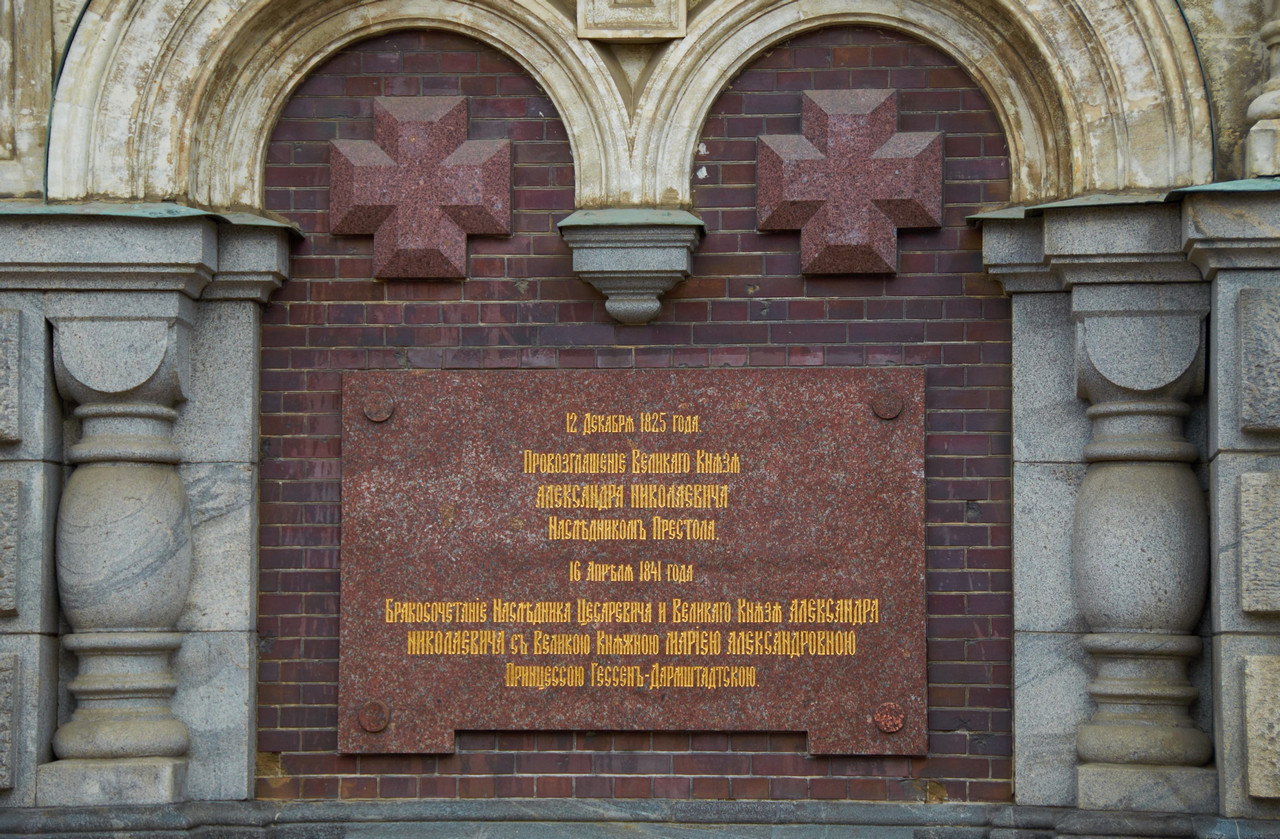 12 Декабря 1825 года.
Провозглашеніе Великаго Князя
АЛЕКСАНДРА НИКОЛАЕВИЧА
Наслѣдникомъ Престола.
16 Апрѣля 1841 года
Бракосочетаніе Наслѣдника Цесаревича и Великаго Князя АЛЕКСАНДРА
НИКОЛАЕВИЧА съ Великою Княжною МАРІЕЮ АЛЕКСАНДРОВНОЮ
Принцессою Гессенъ-Дармштадтскою.